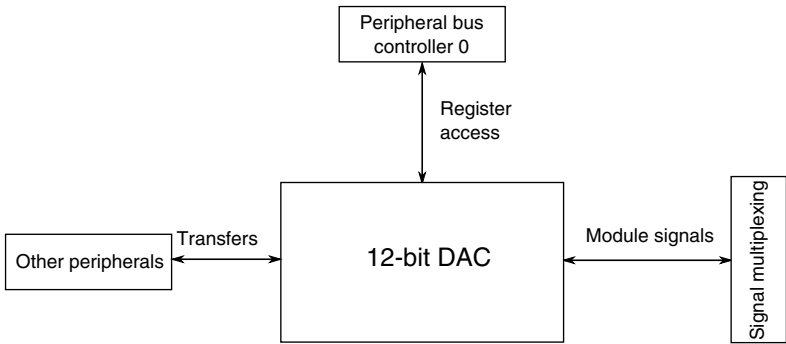 Peripheral bus
controller 0
Register
access
Other peripherals
Transfers
12-bit DAC
Module signals
Signal multiplexing